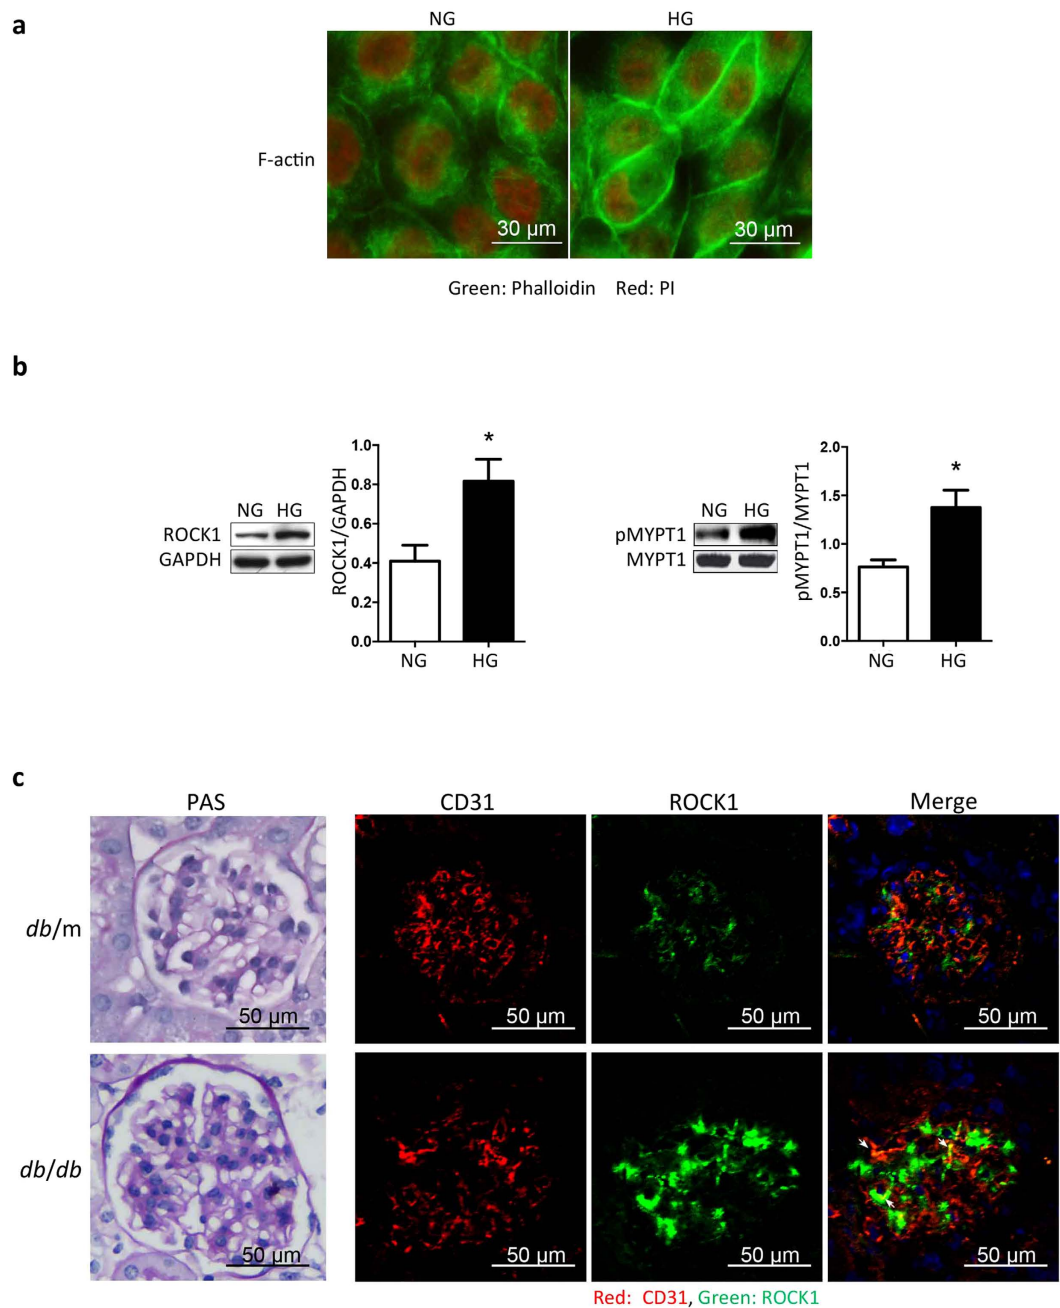 a
NG HG
F-actin
30 µm 30 µm
Green: Phalloidin Red: PI
b
NG HG
ROCK1
GAPDH
ROCK1/GAPDH
1.0
0.8
0.6
0.4
0.2
0.0
*
NG HG
NG HG
pMYPT1
MYPT1
pMYPT1/MYPT1
2.0
1.5
1.0
0.5
0.0
*
NG HG
c
PAS CD31 ROCK1 Merge
db/m
50 µm 50 µm 50 µm 50 µm
db/db
50 µm 50 µm 50 µm 50 µm
Red: CD31, Green: ROCK1